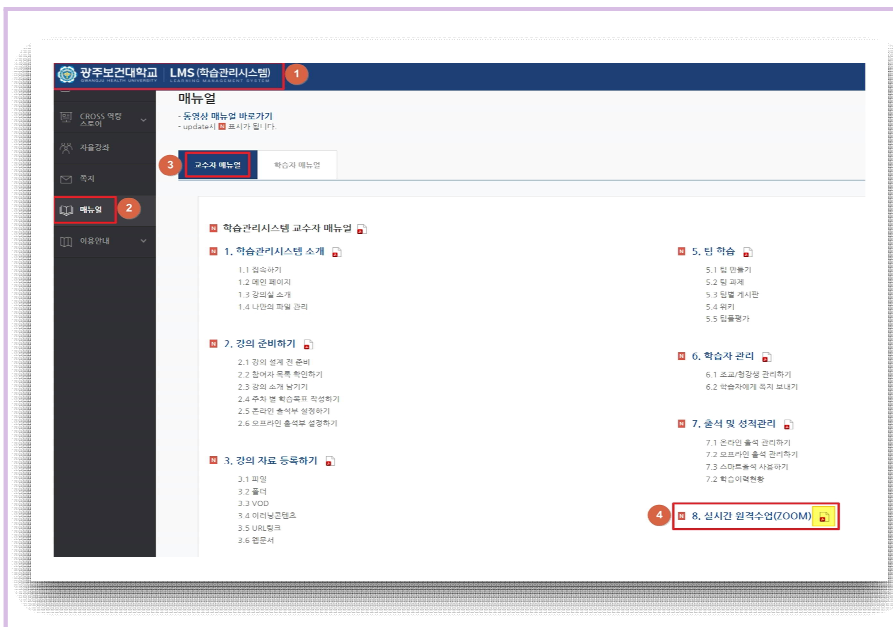 광주보건대학교
GWANGJU HEALTH UNIVERSITY
LMS (학습관리시스템)
LEARNING MANAGEMENT SYSTEM
1
CROSS 역량
스토어
자율강좌
쪽지
매뉴얼
2
이용안내
매뉴얼
- 동영상 매뉴얼 바로가기
- update시 N 표시가 됩니다.
3
교수자 매뉴얼
학습자 매뉴얼
N 학습관리시스템 교수자 매뉴얼
N 1. 학습관리시스템 소개
1.1 접속하기
1.2 메인 페이지
1.3 강의실 소개
1.4 나만의 파일 관리
N 2. 강의 준비하기
2.1 강의 설계 전 준비
2.2 참여자 목록 확인하기
2.3 강의 소개 남기기
2.4 주차 별 학습목표 작성하기
2.5 온라인 출석부 설정하기
2.6 오프라인 출석부 설정하기
N 3. 강의 자료 등록하기
3.1 파일
3.2 폴더
3.3 VOD
3.4 이러닝콘텐츠
3.5 URL링크
3.6 웹문서
N 5. 팀 학습
5.1 팀 만들기
5.2 팀 과제
5.3 팀별 게시판
5.4 위키
5.5 팀플평가
N 6. 학습자 관리
6.1 조교/청강생 관리하기
6.2 학습자에게 쪽지 보내기
N 7. 출석 및 성적관리
7.1 온라인 출석 관리하기
7.2 오프라인 출석 관리하기
7.3 스마트출석 사용하기
7.2 학습이력현황
4
N 8. 실시간 원격수업(ZOOM)